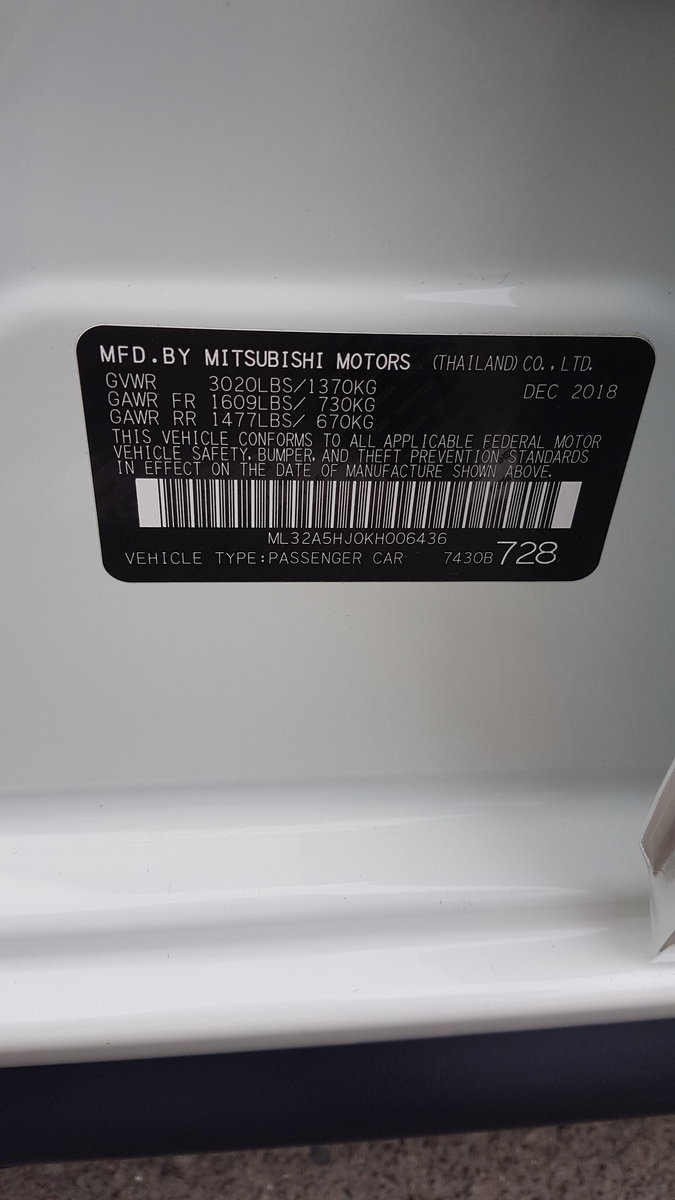 MFD.BY MITSUBISHI MOTORS (THAILAND)CO.,LTD.
GVWR 3020LBS/1370KG DEC 2018
GAWR FR 1609LBS/ 730KG
GAWR RR 1477LBS/ 670KG
THIS VEHICLE CONFORMS TO ALL APPLICABLE FEDERAL MOTOR
VEHICLE SAFETY, BUMPER, AND THEFT PREVENTION STANDARDS
IN EFFECT ON THE DATE OF MANUFACTURE SHOWN ABOVE.
ML32A5HJ0KH006436
VEHICLE TYPE:PASSENGER CAR 7430B 728